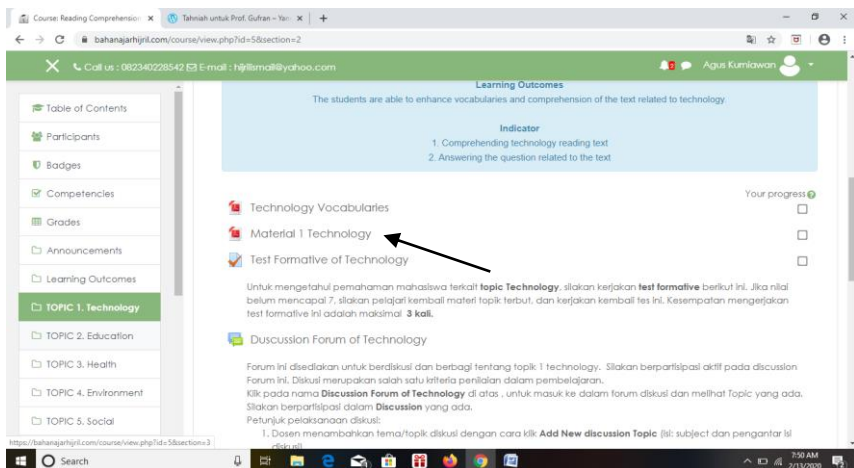 Course: Reading Comprehension
Tahniah untuk Prof. Gufran – Yan
bahanajarhijril.com/course/view.php?id=5&section=2
Call us : 082340228542 E-mail : hijrilismail@yahoo.com
Agus Kurniawan
Table of Contents
Participants
Badges
Competencies
Grades
Announcements
Learning Outcomes
TOPIC 1. Technology
TOPIC 2. Education
TOPIC 3. Health
TOPIC 4. Environment
TOPIC 5. Social
Learning Outcomes
The students are able to enhance vocabularies and comprehension of the text related to technology.
Indicator
1. Comprehending technology reading text
2. Answering the question related to the text
Your progress
Technology Vocabularies
Material 1 Technology
Test Formative of Technology
Untuk mengetahui pemahaman mahasiswa terkait topic Technology, silakan kerjakan test formative berikut ini. Jika nilai
belum mencapai 7, silakan pelajari kembali materi topik terbut, dan kerjakan kembali tes ini. Kesempatan mengerjakan
test formative ini adalah maksimal 3 kali.
Duscussion Forum of Technology
Forum ini disediakan untuk berdiskusi dan berbagi tentang topik 1 technology. Silakan berpartisipasi aktif pada discussion
Forum ini. Diskusi merupakan salah satu kriteria penilaian dalam pembelajaran.
Klik pada nama Discussion Forum of Technology di atas , untuk masuk ke dalam forum diskusi dan melihat Topic yang ada.
Silakan berpartisipasi dalam Discussion yang ada.
Petunjuk pelaksanaan diskusi:
1. Dosen menambahkan tema/topik diskusi dengan cara klik Add New discussion Topic (isi: subject dan pengantar isi
diskusi)
https://bahanajarhijril.com/course/view.php?id=5&section=3
Search
7:50 AM
2/13/2020